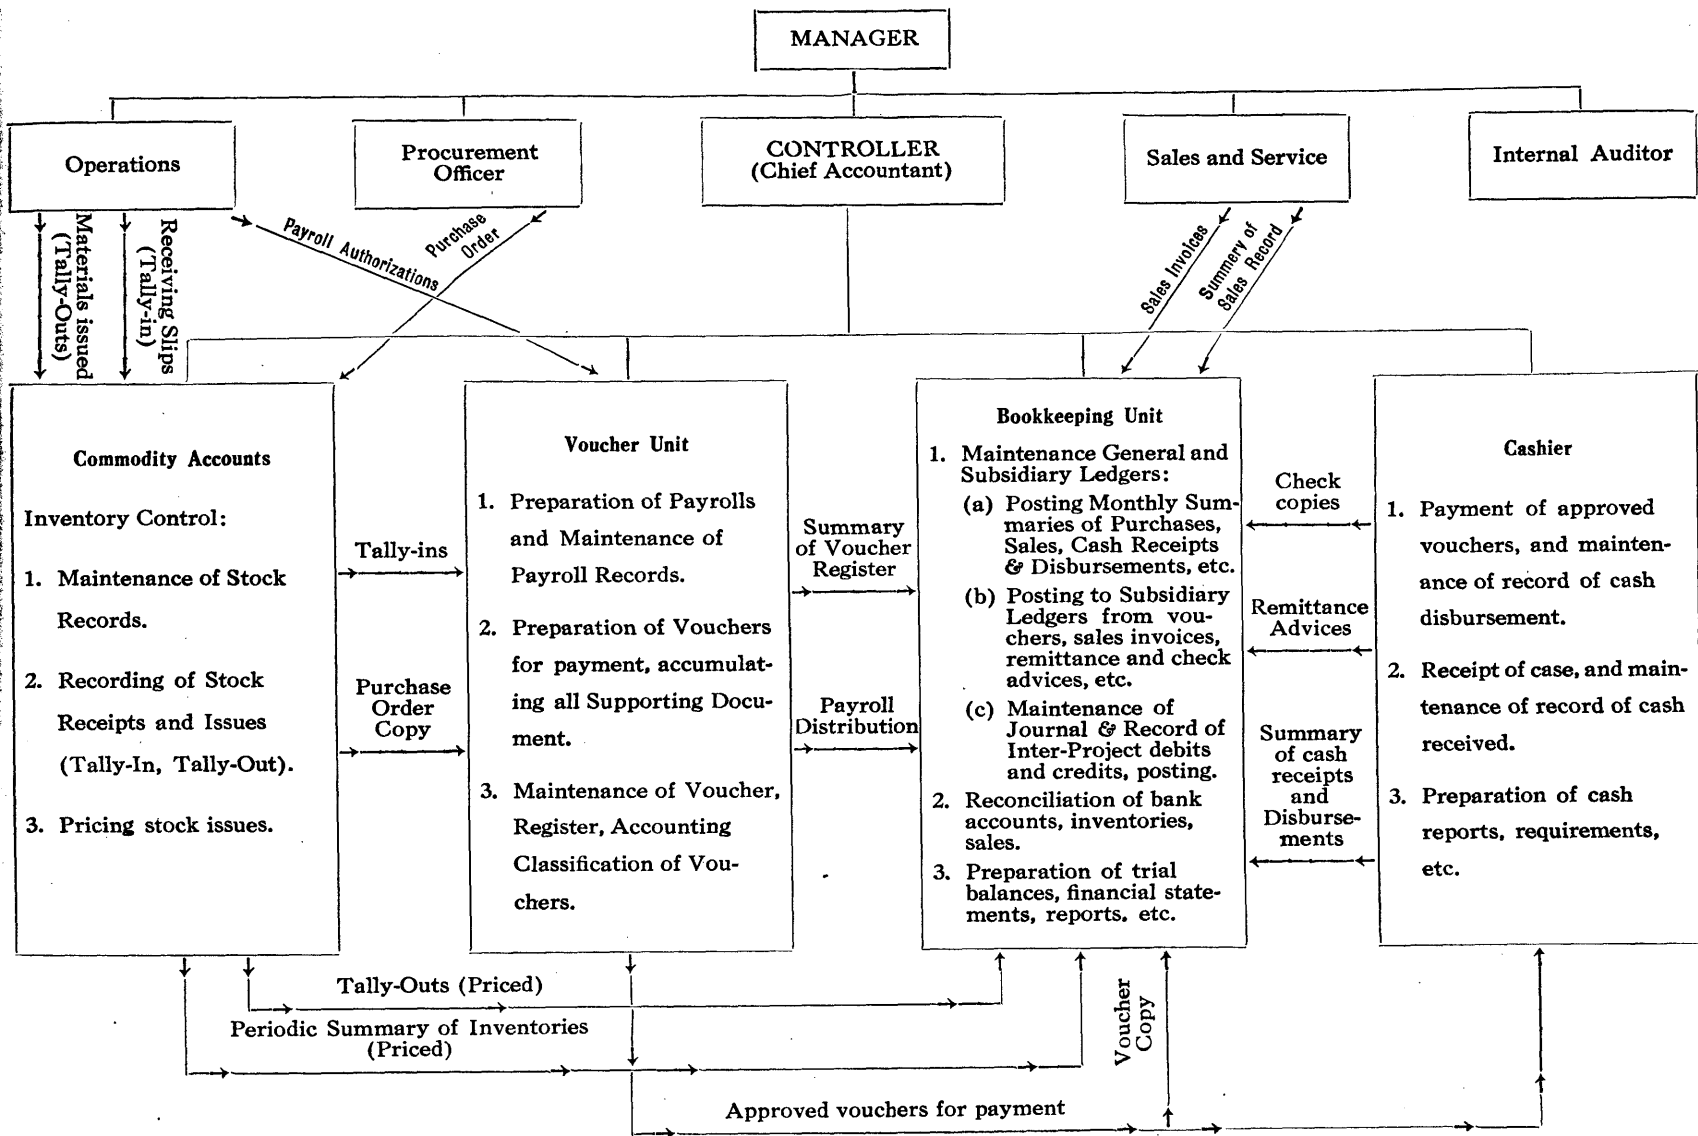 MANAGER
Operations
Procurement
Officer
CONTROLLER
(Chief Accountant)
Sales and Service
Internal Auditor
Materials issued
(Tally-Outs)
Receiving Slips
(Tally-in)
Payroll Authorizations
Purchase
Order
Sales Invoices
Summery of
Sales Record
Commodity Accounts
Inventory Control:
1. Maintenance of Stock
Records.
2. Recording of Stock
Receipts and Issues
(Tally-In, Tally-Out).
3. Pricing stock issues.
Tally-ins
Purchase
Order
Copy
Voucher Unit
1. Preparation of Payrolls
and Maintenance of
Payroll Records.
2. Preparation of Vouchers
for payment, accumulat-
ing all Supporting Docu-
ment.
3. Maintenance of Voucher,
Register, Accounting
Classification of Vou-
chers.
Summary
of Voucher
Register
Payroll
Distribution
Bookkeeping Unit
1. Maintenance General and
Subsidiary Ledgers:
(a) Posting Monthly Sum-
maries of Purchases,
Sales, Cash Receipts
& Disbursements, etc.
(b) Posting to Subsidiary
Ledgers from vou-
chers, sales invoices,
remittance and check
advices, etc.
(c) Maintenance of
Journal & Record of
Inter-Project debits
and credits, posting.
2. Reconciliation of bank
accounts, inventories,
sales.
3. Preparation of trial
balances, financial state-
ments, reports. etc.
Check
copies
Remittance
Advices
Summary
of cash
receipts
and
Disburse-
ments
Cashier
1. Payment of approved
vouchers, and mainten-
ance of record of cash
disbursement.
2. Receipt of case, and main-
tenance of record of cash
received.
3. Preparation of cash
reports, requirements,
etc.
Tally-Outs (Priced)
Periodic Summary of Inventories
(Priced)
Voucher
Copy
Approved vouchers for payment